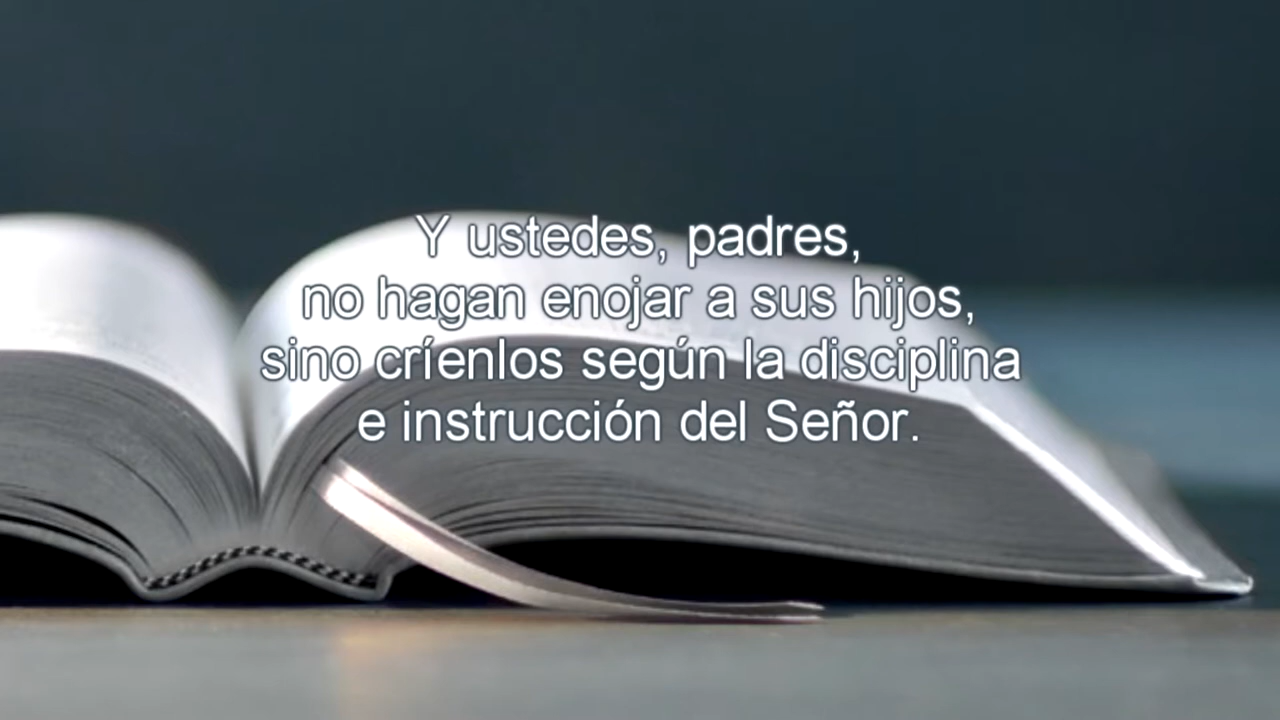 Y ustedes, padres,
no hagan enojar a sus hijos,
sino críenlos según la disciplina
e instrucción del Señor.